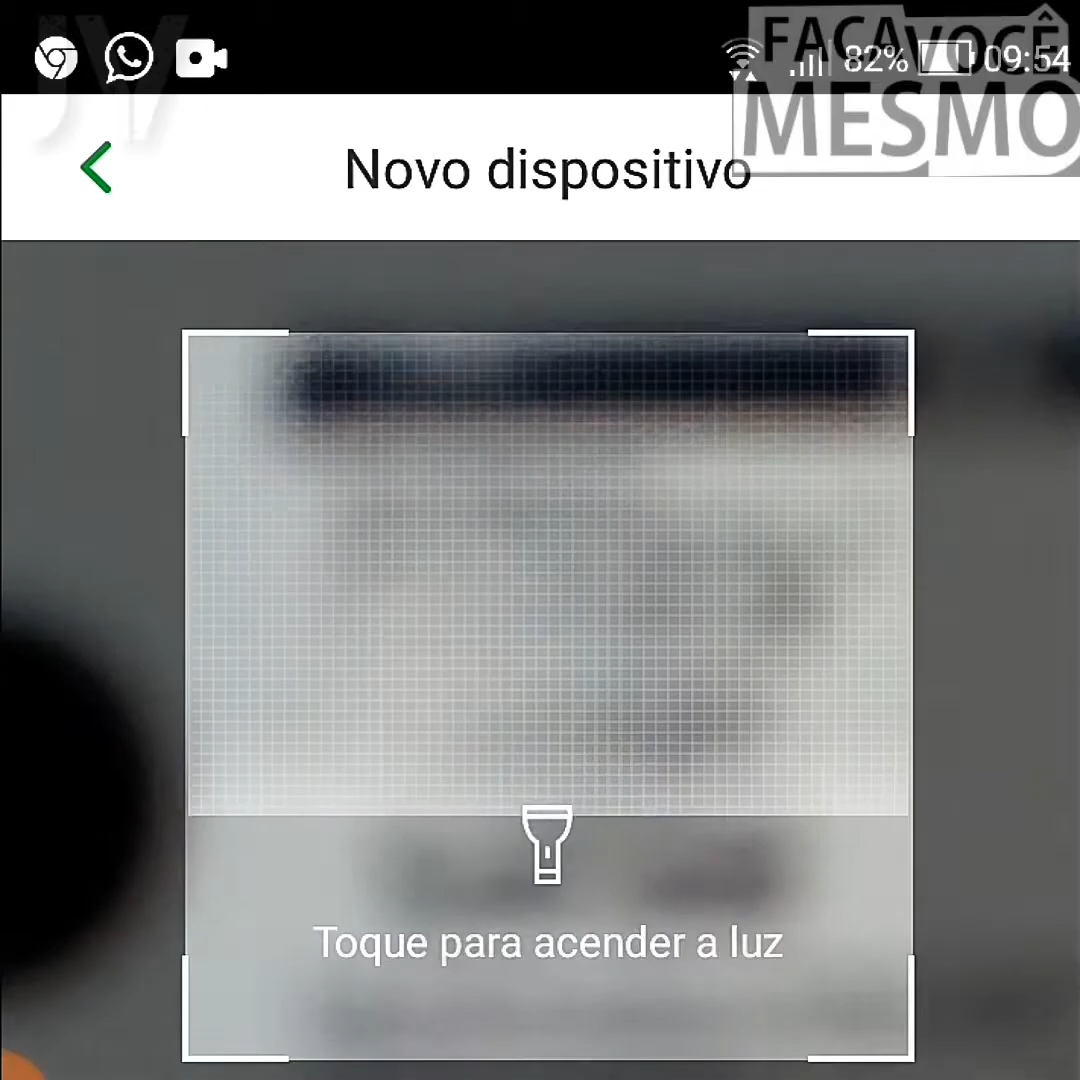 FAÇA VOCÊ
MESMO
82% 09:54
Novo dispositivo
Toque para acender a luz